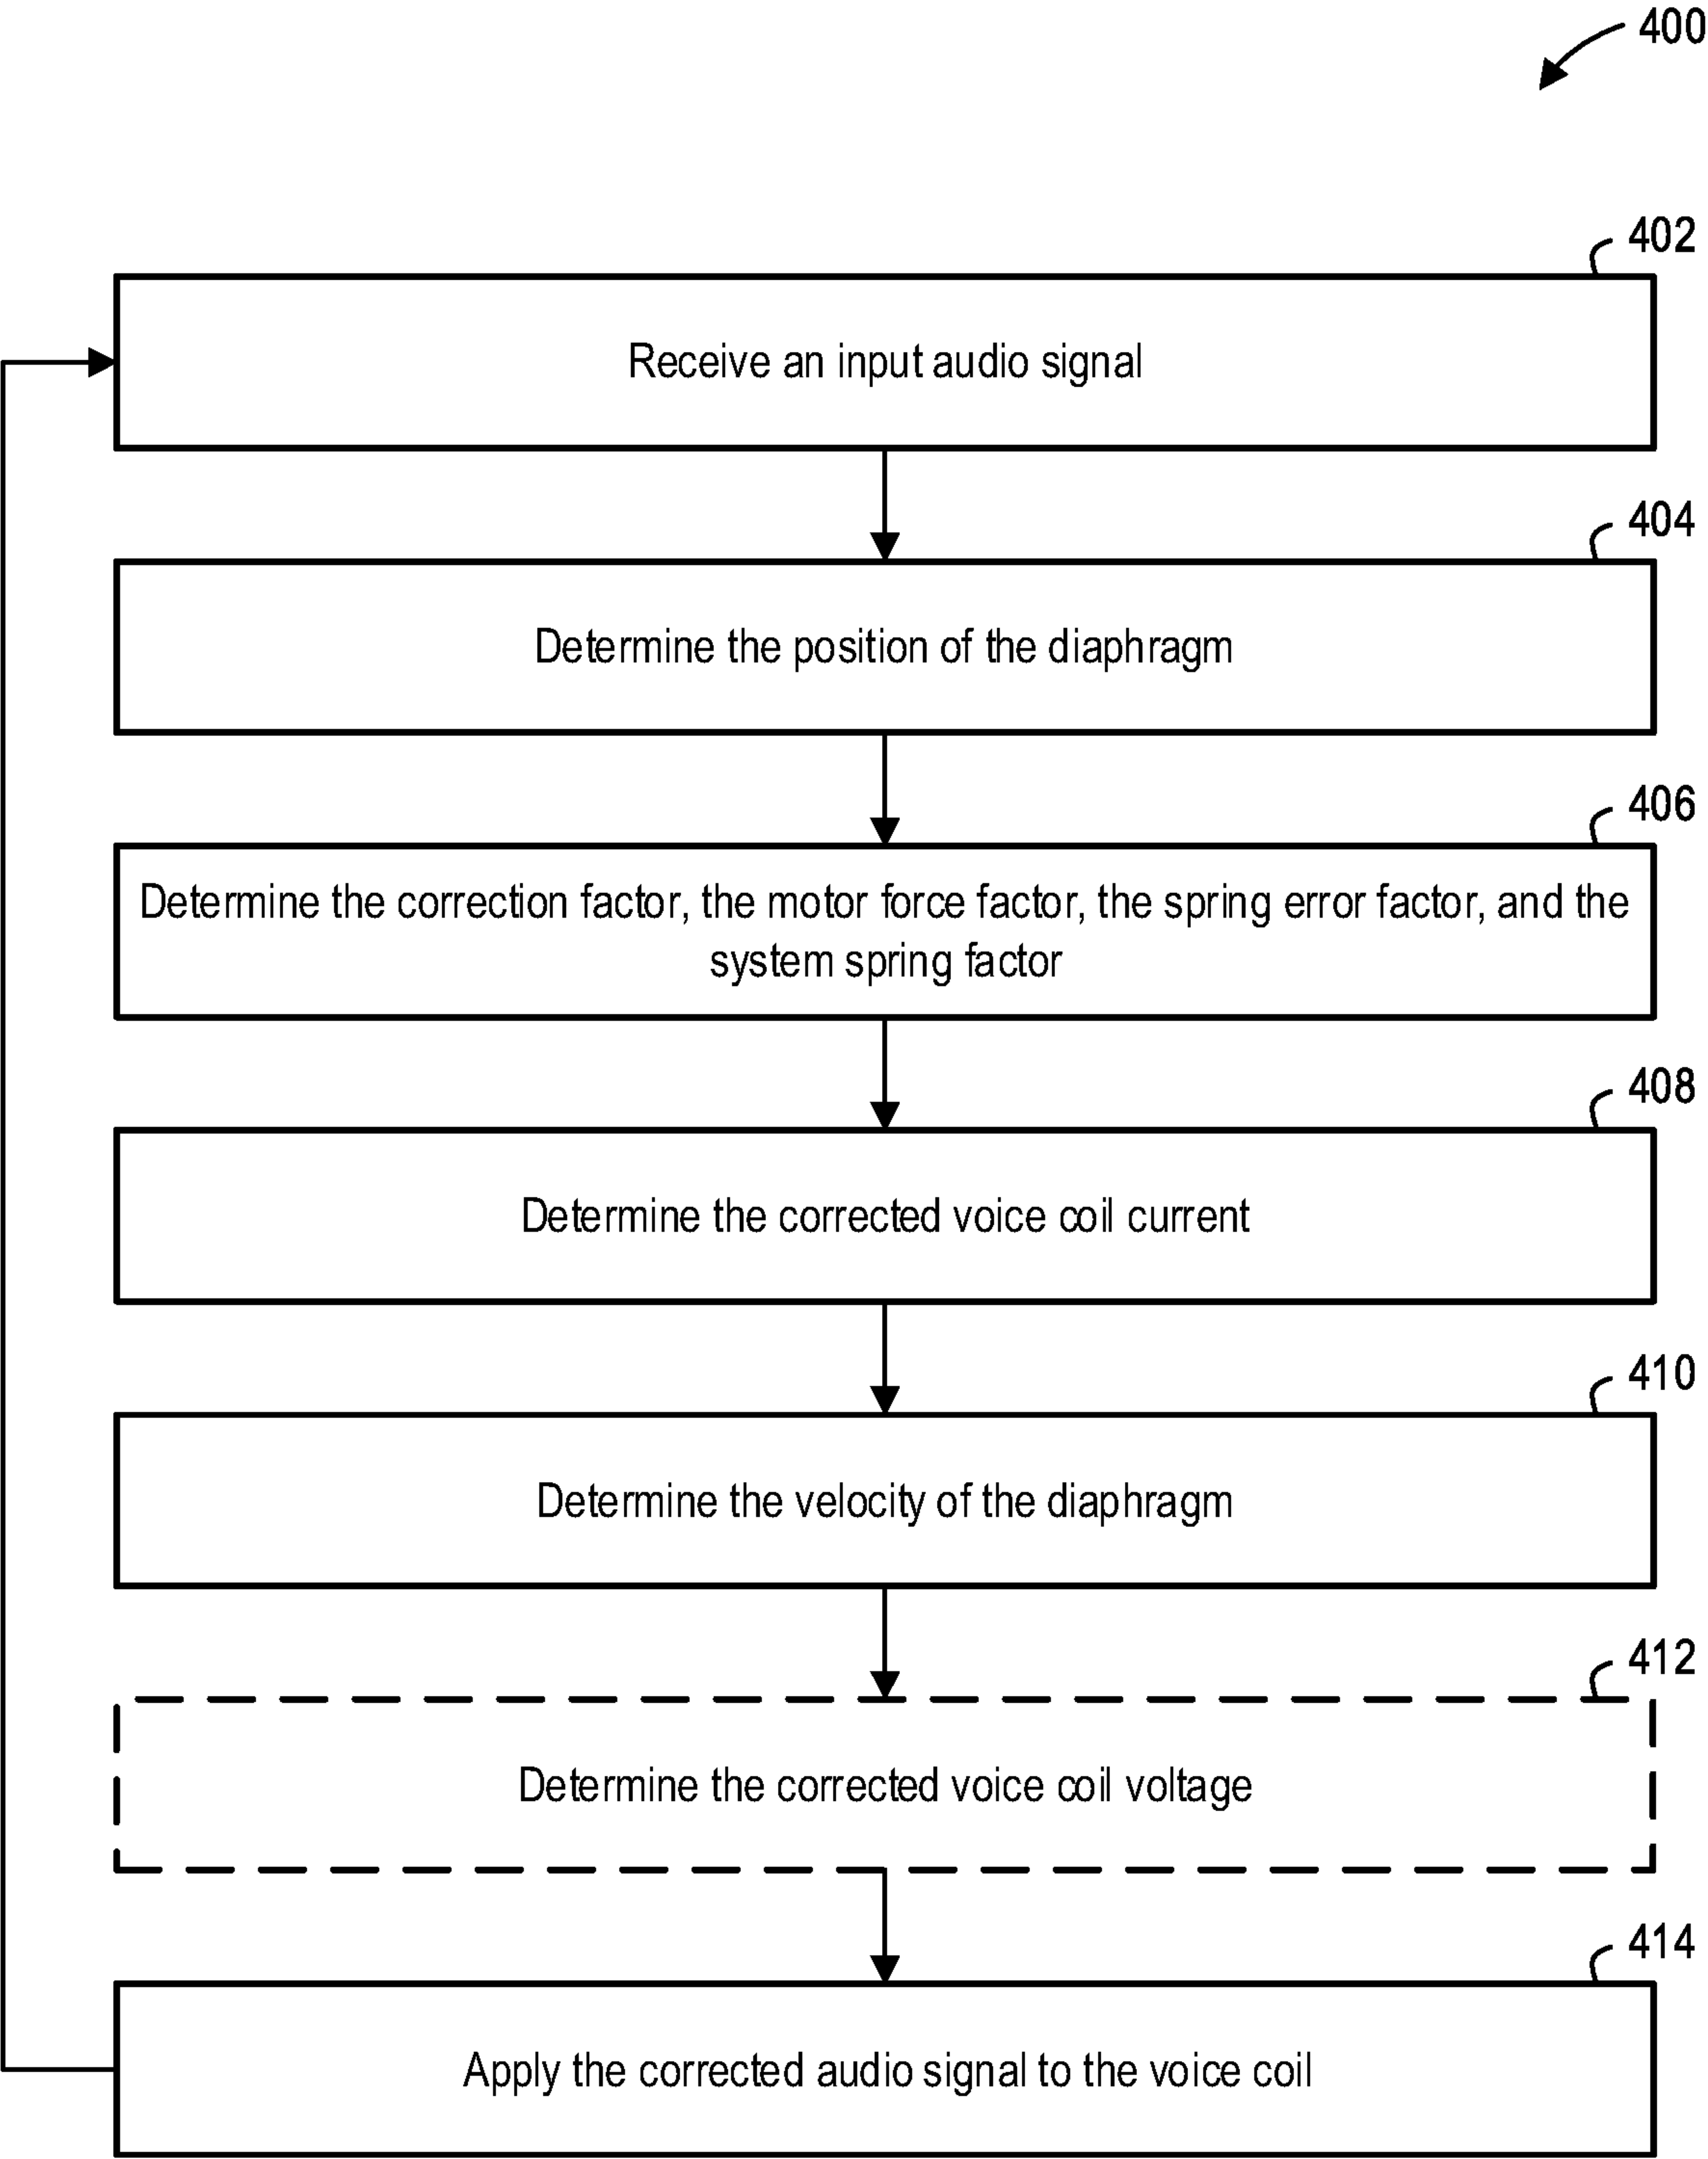 400
402
Receive an input audio signal
404
Determine the position of the diaphragm
406
Determine the correction factor, the motor force factor, the spring error factor, and the
system spring factor
408
Determine the corrected voice coil current
410
Determine the velocity of the diaphragm
412
Determine the corrected voice coil voltage
414
Apply the corrected audio signal to the voice coil